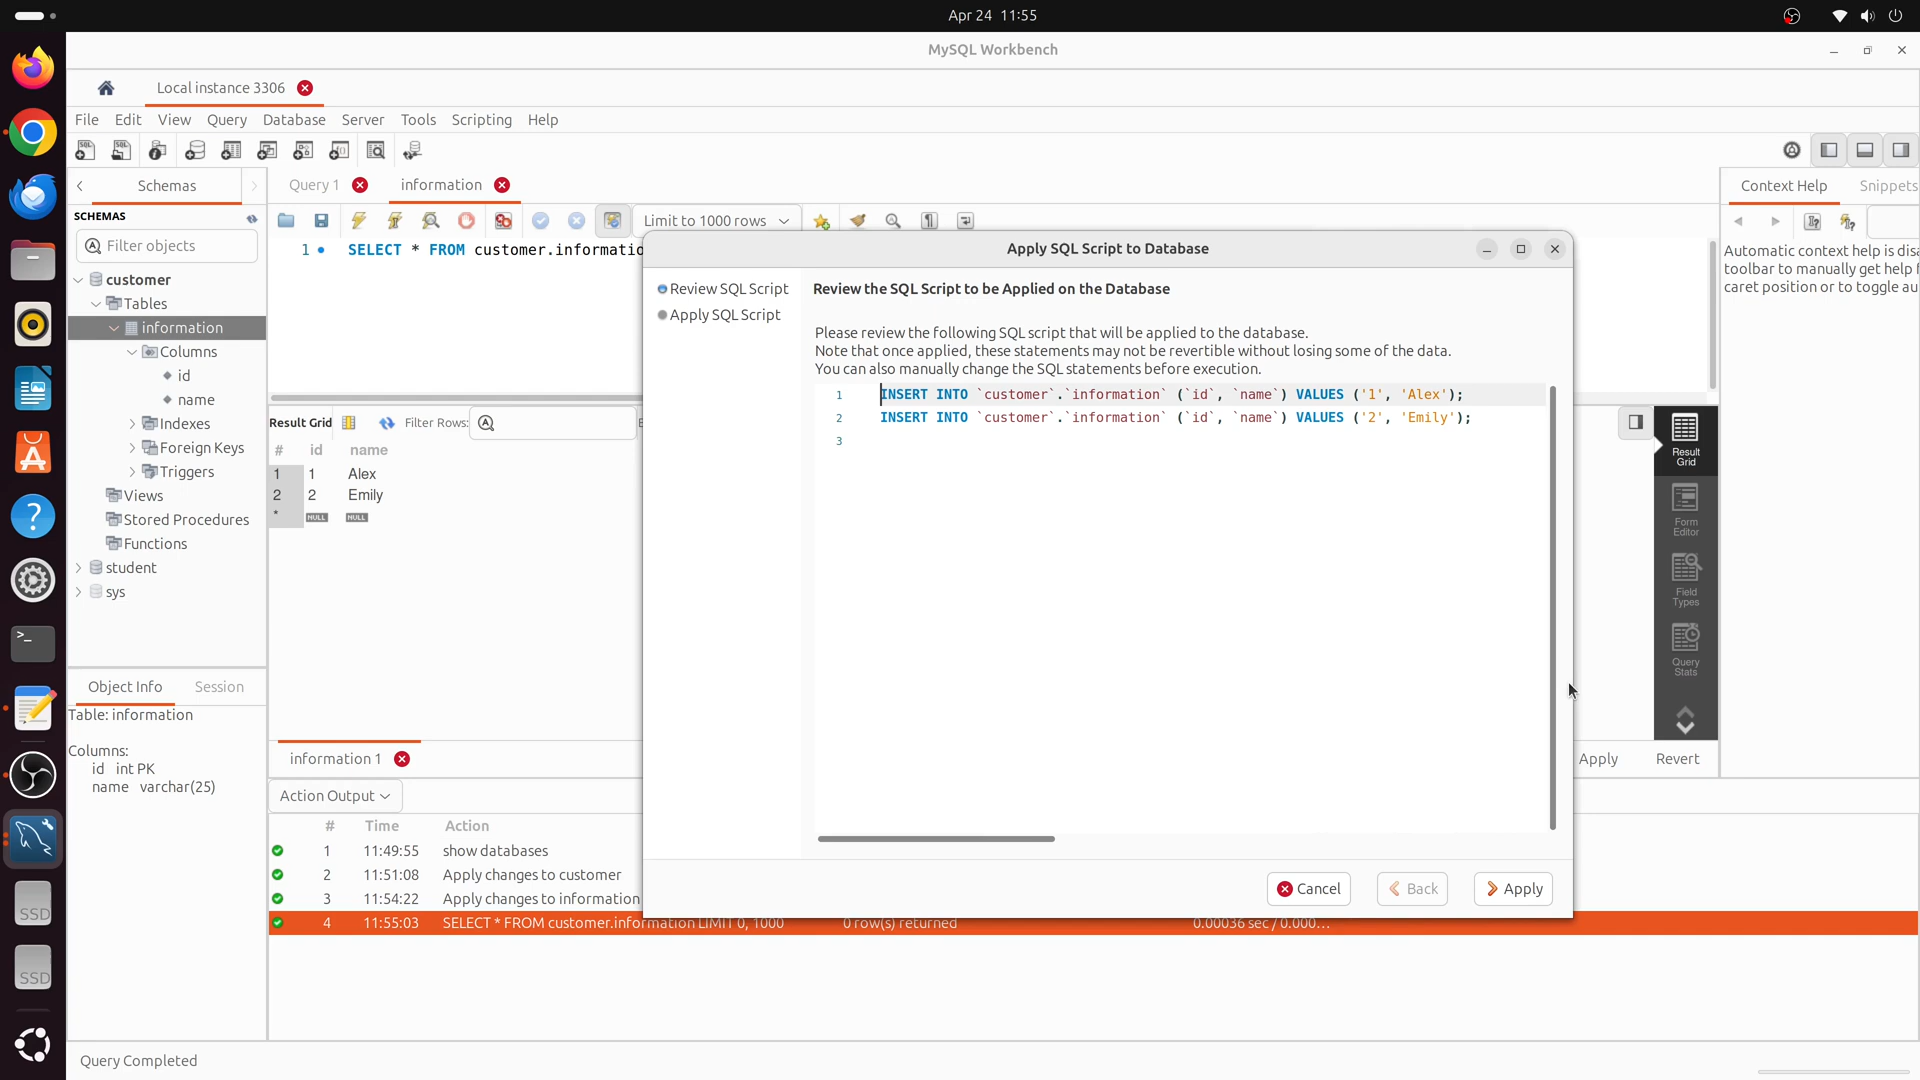 Apr 24 11:55
MySQL Workbench
Local instance 3306
File Edit View Query Database Server Tools Scripting Help
Schemas
Query 1
information
Context Help
Snippets
SCHEMAS
Filter objects
Limit to 1000 rows
1 SELECT * FROM customer.informatio
customer
Tables
information
Columns
id
name
Indexes
Foreign Keys
Triggers
Views
Stored Procedures
Functions
student
sys
Object Info
Session
Table: information
Columns:
id int PK
name varchar(25)
Result Grid
Filter Rows:
# id name
1 1 Alex
2 2 Emily
* NULL NULL
information 1
Action Output
# Time Action
1 11:49:55 show databases
2 11:51:08 Apply changes to customer
3 11:54:22 Apply changes to information
4 11:55:03 SELECT * FROM customer.information LIMIT 0, 1000 0 row(s) returned 0.00036 sec / 0.000...
Apply SQL Script to Database
Review SQL Script
Apply SQL Script
Review the SQL Script to be Applied on the Database
Please review the following SQL script that will be applied to the database.
Note that once applied, these statements may not be revertible without losing some of the data.
You can also manually change the SQL statements before execution.
1 INSERT INTO `customer`.`information` (`id`, `name`) VALUES ('1', 'Alex');
2 INSERT INTO `customer`.`information` (`id`, `name`) VALUES ('2', 'Emily');
3
Cancel
Back
Apply
Automatic context help is disa
toolbar to manually get help f
caret position or to toggle au
Result
Grid
Form
Editor
Field
Types
Query
Stats
Apply
Revert
SSD
SSD
Query Completed